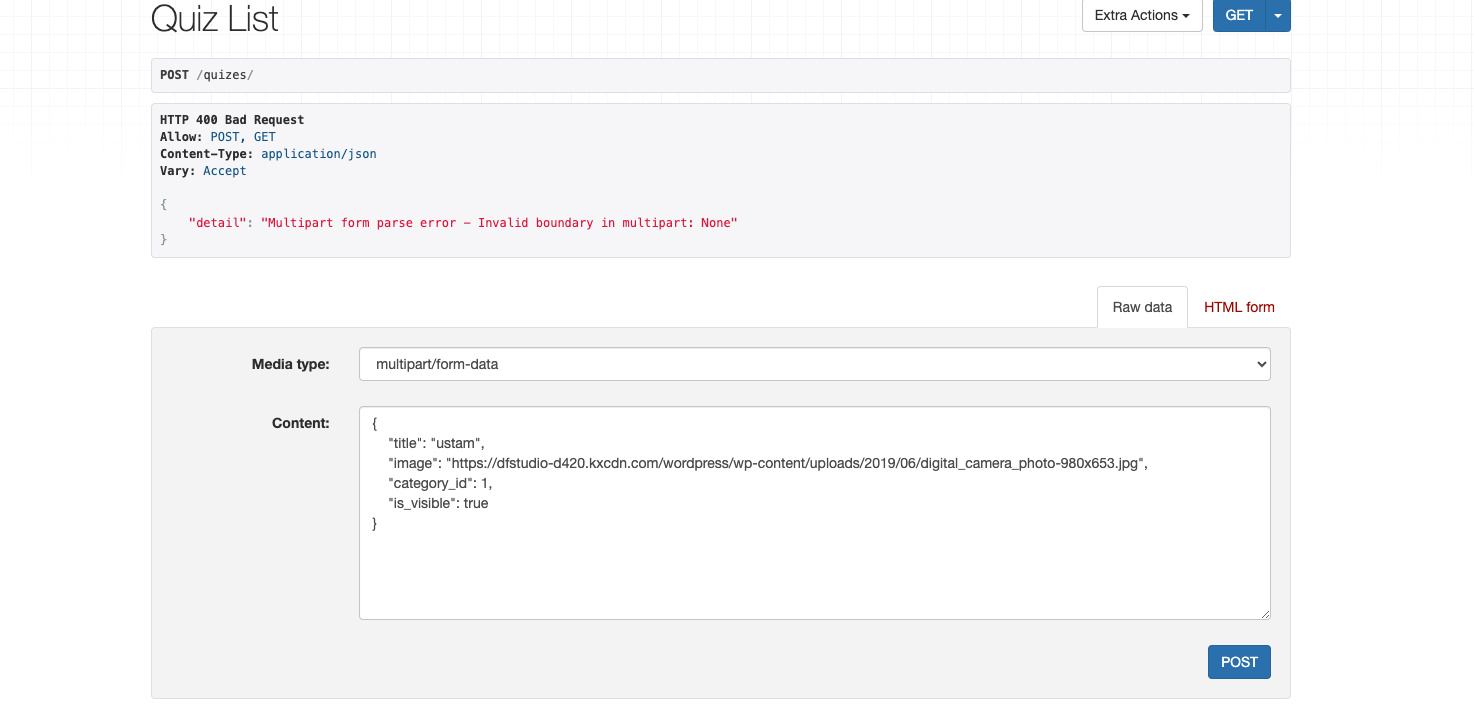 Quiz List
Extra Actions
GET
POST /quizes/
HTTP 400 Bad Request
Allow: POST, GET
Content-Type: application/json
Vary: Accept
{
"detail": "Multipart form parse error - Invalid boundary in multipart: None"
}
Raw data
HTML form
Media type:
multipart/form-data
Content:
{
"title": "ustam",
"image": "https://dfstudio-d420.kxcdn.com/wordpress/wp-content/uploads/2019/06/digital_camera_photo-980x653.jpg",
"category_id": 1,
"is_visible": true
}
POST